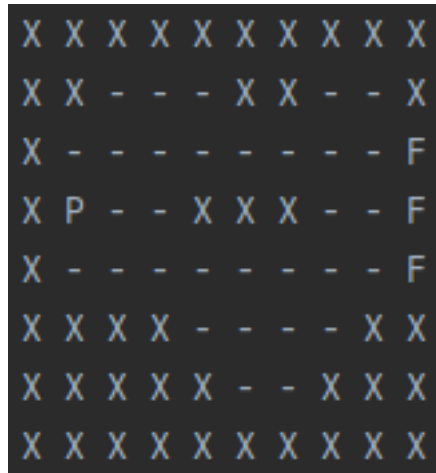 X X X X X X X X X X
X X - - - X X - - X
X - - - - - - - - F
X P - - X X X - - F
X - - - - - - - - F
X X X X - - - - X X
X X X X X - - X X X
X X X X X X X X X X